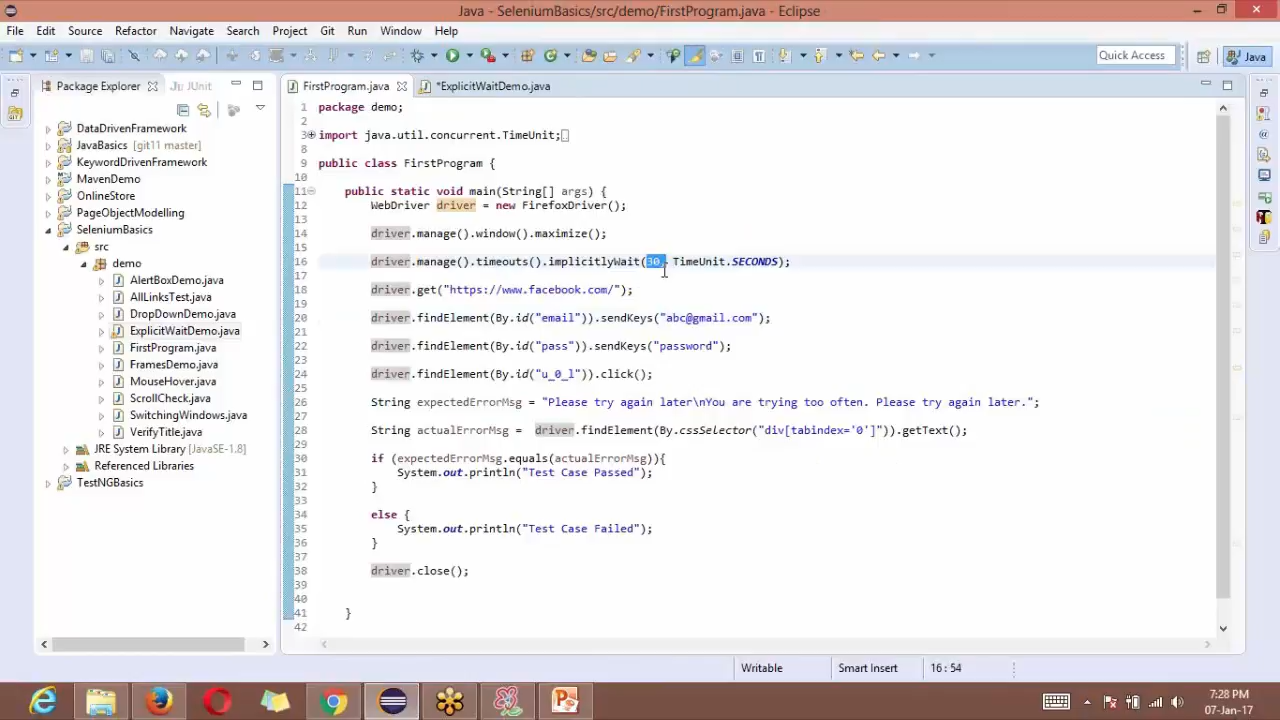 Java - SeleniumBasics/src/demo/FirstProgram.java - Eclipse
File Edit Source Refactor Navigate Search Project Git Run Window Help
Quick Access
Java
Package Explorer
JUnit
DataDrivenFramework
JavaBasics [git11 master]
KeywordDrivenFramework
MavenDemo
OnlineStore
PageObjectModelling
SeleniumBasics
src
demo
AlertBoxDemo.java
AllLinksTest.java
DropDownDemo.java
ExplicitWaitDemo.java
FirstProgram.java
FramesDemo.java
MouseHover.java
ScrollCheck.java
SwitchingWindows.java
VerifyTitle.java
JRE System Library [JavaSE-1.8]
Referenced Libraries
TestNGBasics
FirstProgram.java
*ExplicitWaitDemo.java
1 package demo;
2
3 import java.util.concurrent.TimeUnit;
8
9 public class FirstProgram {
10
11 public static void main(String[] args) {
12 WebDriver driver = new FirefoxDriver();
13
14 driver.manage().window().maximize();
15
16 driver.manage().timeouts().implicitlyWait(30, TimeUnit.SECONDS);
17
18 driver.get("https://www.facebook.com/");
19
20 driver.findElement(By.id("email")).sendKeys("abc@gmail.com");
21
22 driver.findElement(By.id("pass")).sendKeys("password");
23
24 driver.findElement(By.id("u_0_l")).click();
25
26 String expectedErrorMsg = "Please try again later\nYou are trying too often. Please try again later.";
27
28 String actualErrorMsg = driver.findElement(By.cssSelector("div[tabindex='0']")).getText();
29
30 if (expectedErrorMsg.equals(actualErrorMsg)){
31 System.out.println("Test Case Passed");
32 }
33
34 else {
35 System.out.println("Test Case Failed");
36 }
37
38 driver.close();
39
40
41 }
42
Writable
Smart Insert
16 : 54
7:28 PM
07-Jan-17